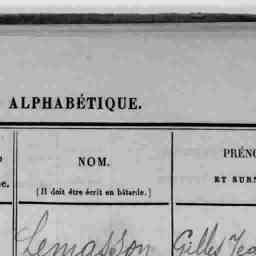 ALPHABÉTIQUE.
NOM.
(Il doit être écrit en bâtarde.)
PRÉNO
ET SURN
Lemasson Gilles Jea